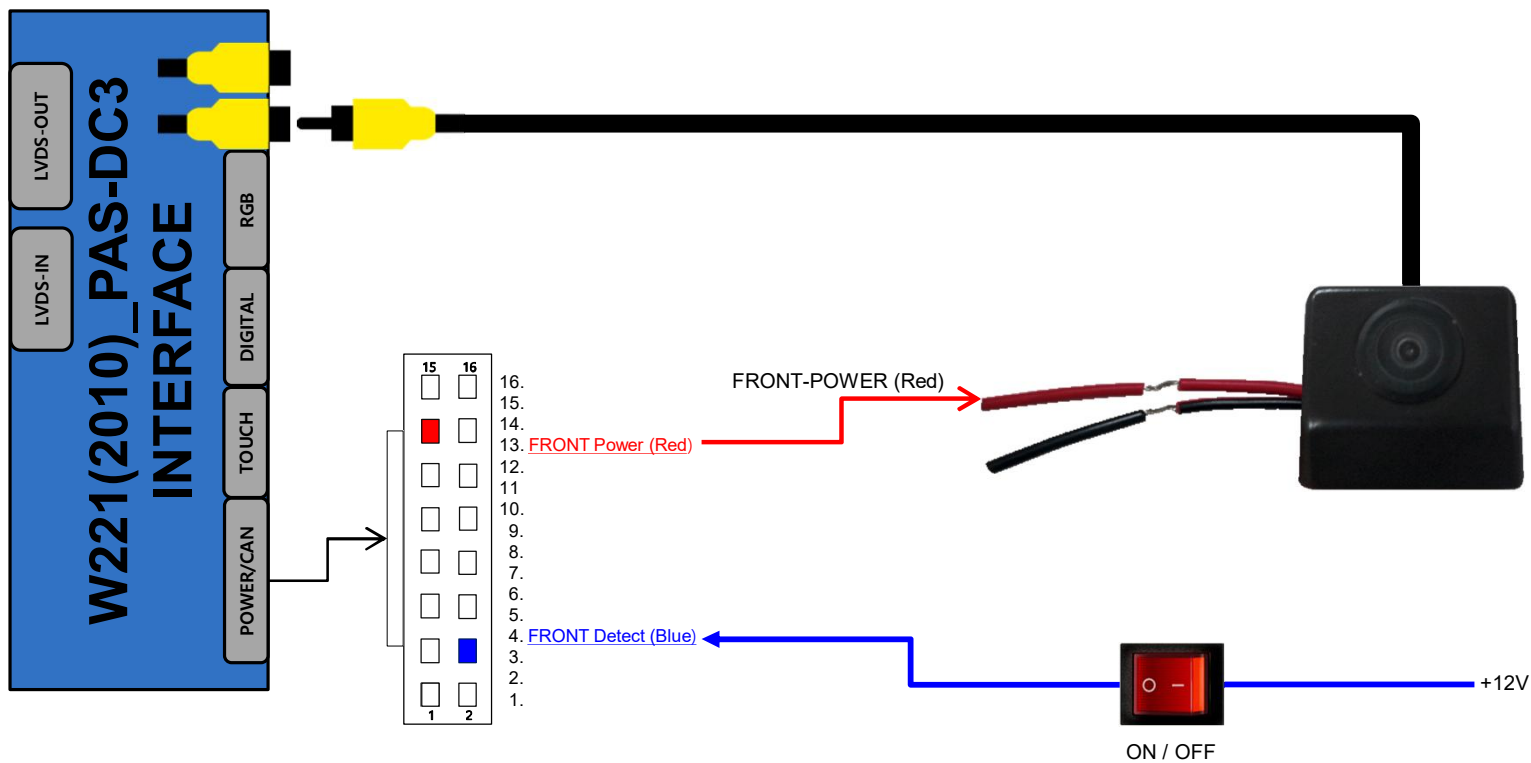 LVDS-OUT
LVDS-IN
W221(2010)_PAS-DC3
INTERFACE
RGB
DIGITAL
TOUCH
POWER/CAN
15 16
1 2
16.
15.
14.
13. FRONT Power (Red)
12.
11
10.
9.
8.
7.
6.
5.
4. FRONT Detect (Blue)
3.
2.
1.
FRONT-POWER (Red)
O –
+12V
ON / OFF